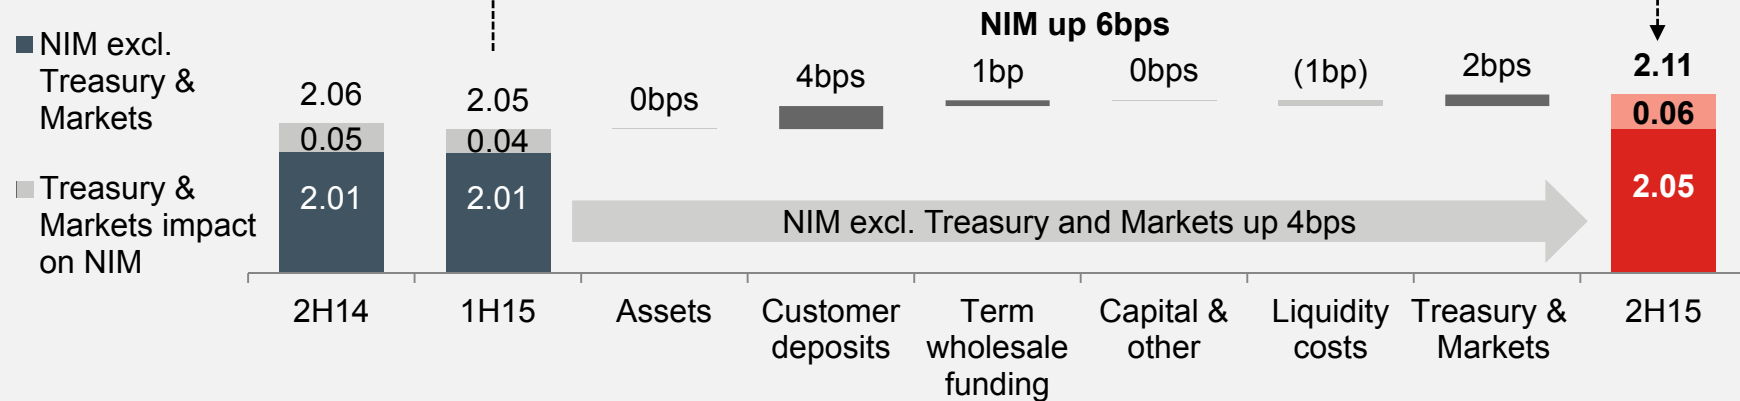 NIM up 6bps
NIM excl.
Treasury &
Markets
Treasury &
Markets impact
on NIM
2.06
0.05
2.01
2.05
0.04
2.01
0bps
4bps
1bp
0bps
(1bp)
2bps
2.11
0.06
2.05
NIM excl. Treasury and Markets up 4bps
2H14
1H15
Assets
Customer
deposits
Term
wholesale
funding
Capital &
other
Liquidity
costs
Treasury &
Markets
2H15